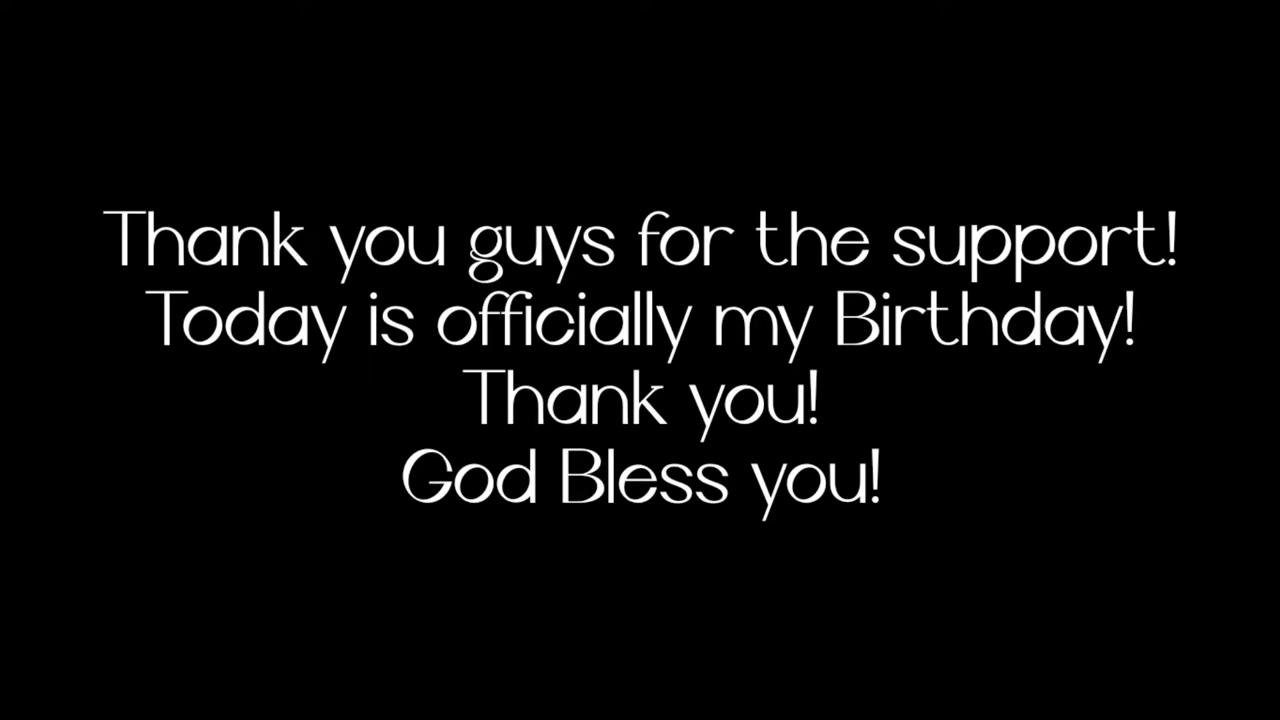 Thank you guys for the support!
Today is officially my Birthday!
Thank you!
God Bless you!